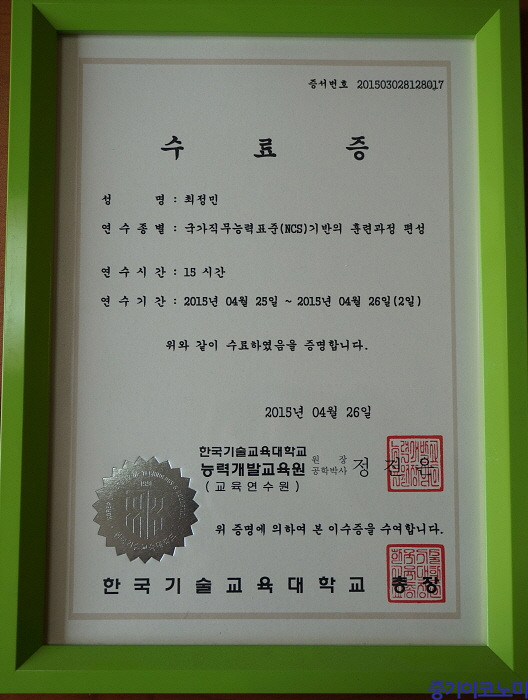 증서번호 201503028128017
수 료 증
성 명 : 최정민
연 수 종 별 : 국가직무능력표준(NCS)기반의 훈련과정 편성
연 수 시 간 : 15 시간
연 수 기 간 : 2015년 04월 25일 ~ 2015년 04월 26일(2일)
위와 같이 수료하였음을 증명합니다.
2015년 04월 26일
한국기술교육대학교
능력개발교육원 원 장 공학박사 정
(교육연수원)
위 증명에 의하여 본 이수증을 수여합니다.
한국기술교육대학교 총 장